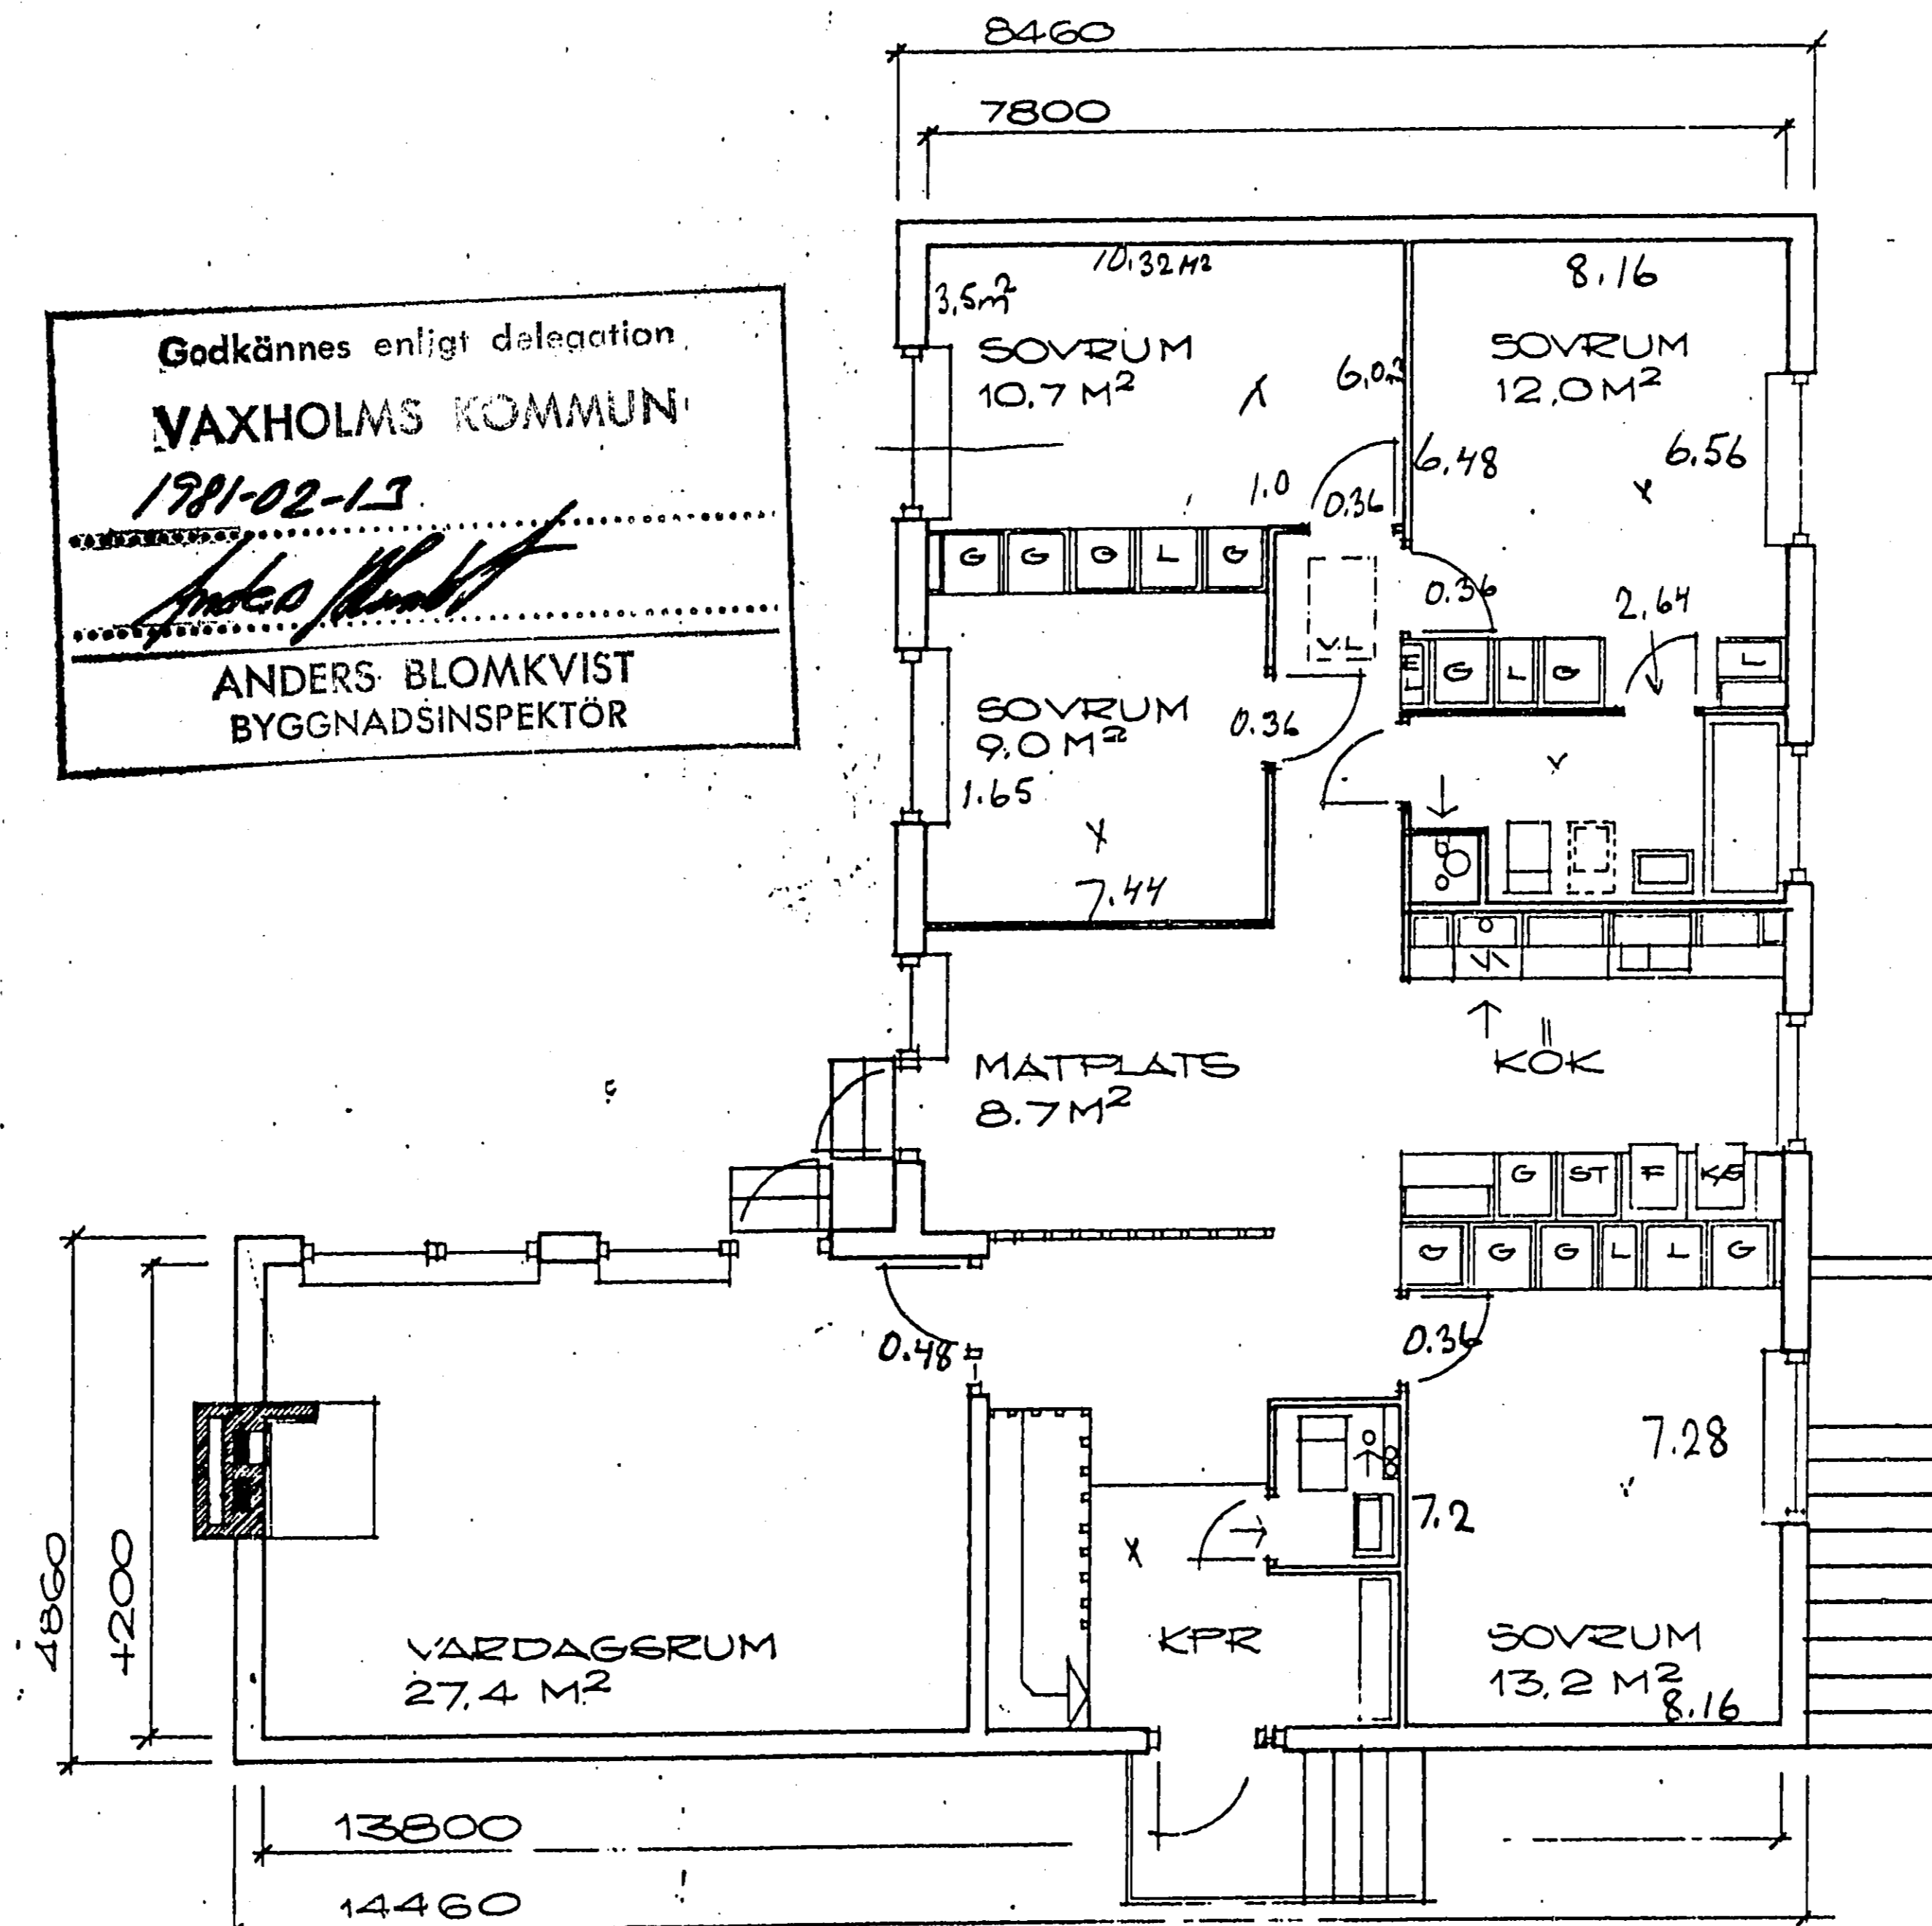 8460
7800
Godkännes enligt delegation
VAXHOLMS KOMMUN
1981-02-13
ANDERS BLOMKVIST
BYGGNADSINSPEKTÖR
10.32 M2
3,5m2
SOVRUM
10.7 M2
6.0
1.0
0.36
8.16
SOVRUM
12.0 M2
6.48
6.56
0.36
2.64
G G G L G
V.L
EL G L G
L
SOVRUM
9.0 M2
1.65
0.36
7.44
MATPLATS
8.7 M2
KÖK
G ST F K/S
G G G L L G
0.48
0.36
7.28
7.2
VARDAGSRUM
27.4 M2
KPR
SOVRUM
13.2 M2
8.16
4860
4200
13800
14460